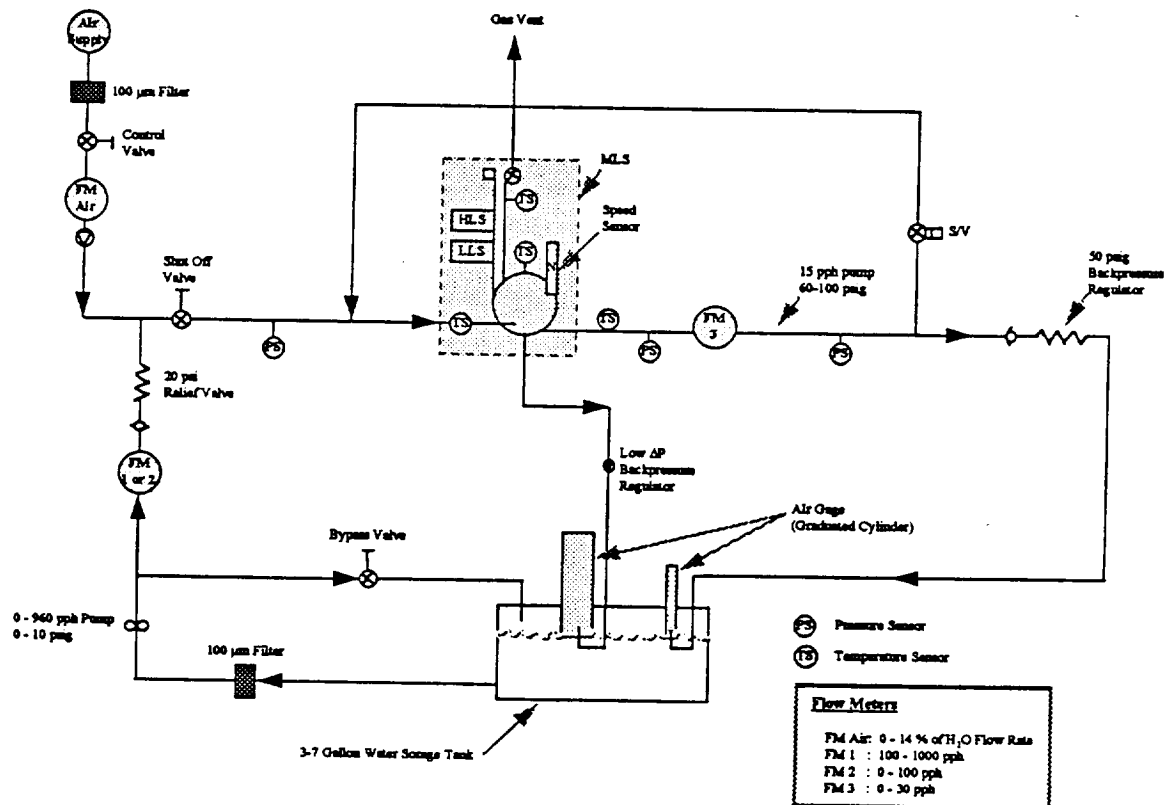 Gas Vent
Air
Supply
100 µm Filter
Control
Valve
MLS
FM
Air
TS
Speed
Sensor
HLS
S/V
LLS
TS
50 psig
Backpressure
Regulator
Shut Off
Valve
15 pph pump
60-100 psig
TS
TS
FM
3
PS
PS
PS
20 psi
Relief Valve
FM
1 or 2
Low ΔP
Backpressure
Regulator
Air Gage
(Graduated Cylinder)
Bypass Valve
0 - 960 pph Pump
0 - 10 psig
PS Pressure Sensor
100 µm Filter
TS Temperature Sensor
Flow Meters
FM Air: 0 - 14 % of H₂O Flow Rate
FM 1 : 100 - 1000 pph
FM 2 : 0 - 100 pph
FM 3 : 0 - 30 pph
3-7 Gallon Water Sorage Tank